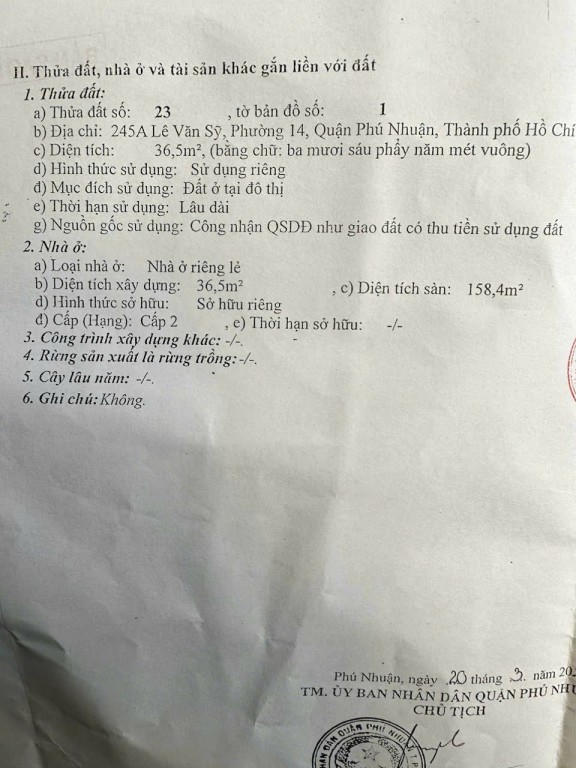 II. Thửa đất, nhà ở và tài sản khác gắn liền với đất
1. Thửa đất:
a) Thửa đất số: 23 , tờ bản đồ số: 1
b) Địa chỉ: 245A Lê Văn Sỹ, Phường 14, Quận Phú Nhuận, Thành phố Hồ Chí
c) Diện tích: 36,5m², (bằng chữ: ba mươi sáu phẩy năm mét vuông)
d) Hình thức sử dụng: Sử dụng riêng
đ) Mục đích sử dụng: Đất ở tại đô thị
e) Thời hạn sử dụng: Lâu dài
g) Nguồn gốc sử dụng: Công nhận QSDĐ như giao đất có thu tiền sử dụng đất
2. Nhà ở:
a) Loại nhà ở: Nhà ở riêng lẻ
b) Diện tích xây dựng: 36,5m² , c) Diện tích sàn: 158,4m²
d) Hình thức sở hữu: Sở hữu riêng
đ) Cấp (Hạng): Cấp 2 , e) Thời hạn sở hữu: -/-
3. Công trình xây dựng khác: -/-.
4. Rừng sản xuất là rừng trồng: -/-.
5. Cây lâu năm: -/-.
6. Ghi chú: Không.
Phú Nhuận, ngày 20 tháng 3 năm 20
TM. ỦY BAN NHÂN DÂN QUẬN PHÚ NHU
CHỦ TỊCH
DÂN QUẬN PHÚ NHUẬN